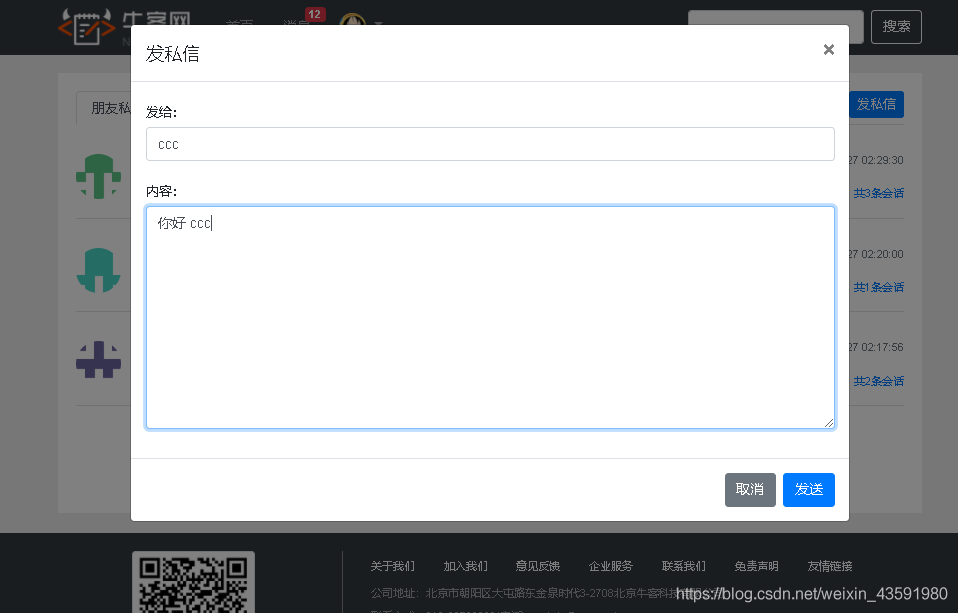 牛客网
首页
消息 12
搜索
发私信
×
朋友私
发私信
发给:
ccc
27 02:29:30
共3条会话
内容:
你好 ccc
27 02:20:00
共1条会话
27 02:17:56
共2条会话
取消
发送
关于我们 加入我们 意见反馈 企业服务 联系我们 免责声明 友情链接
公司地址：北京市朝阳区大屯路东金泉时代3-2708北京牛客科技
https://blog.csdn.net/weixin_43591980